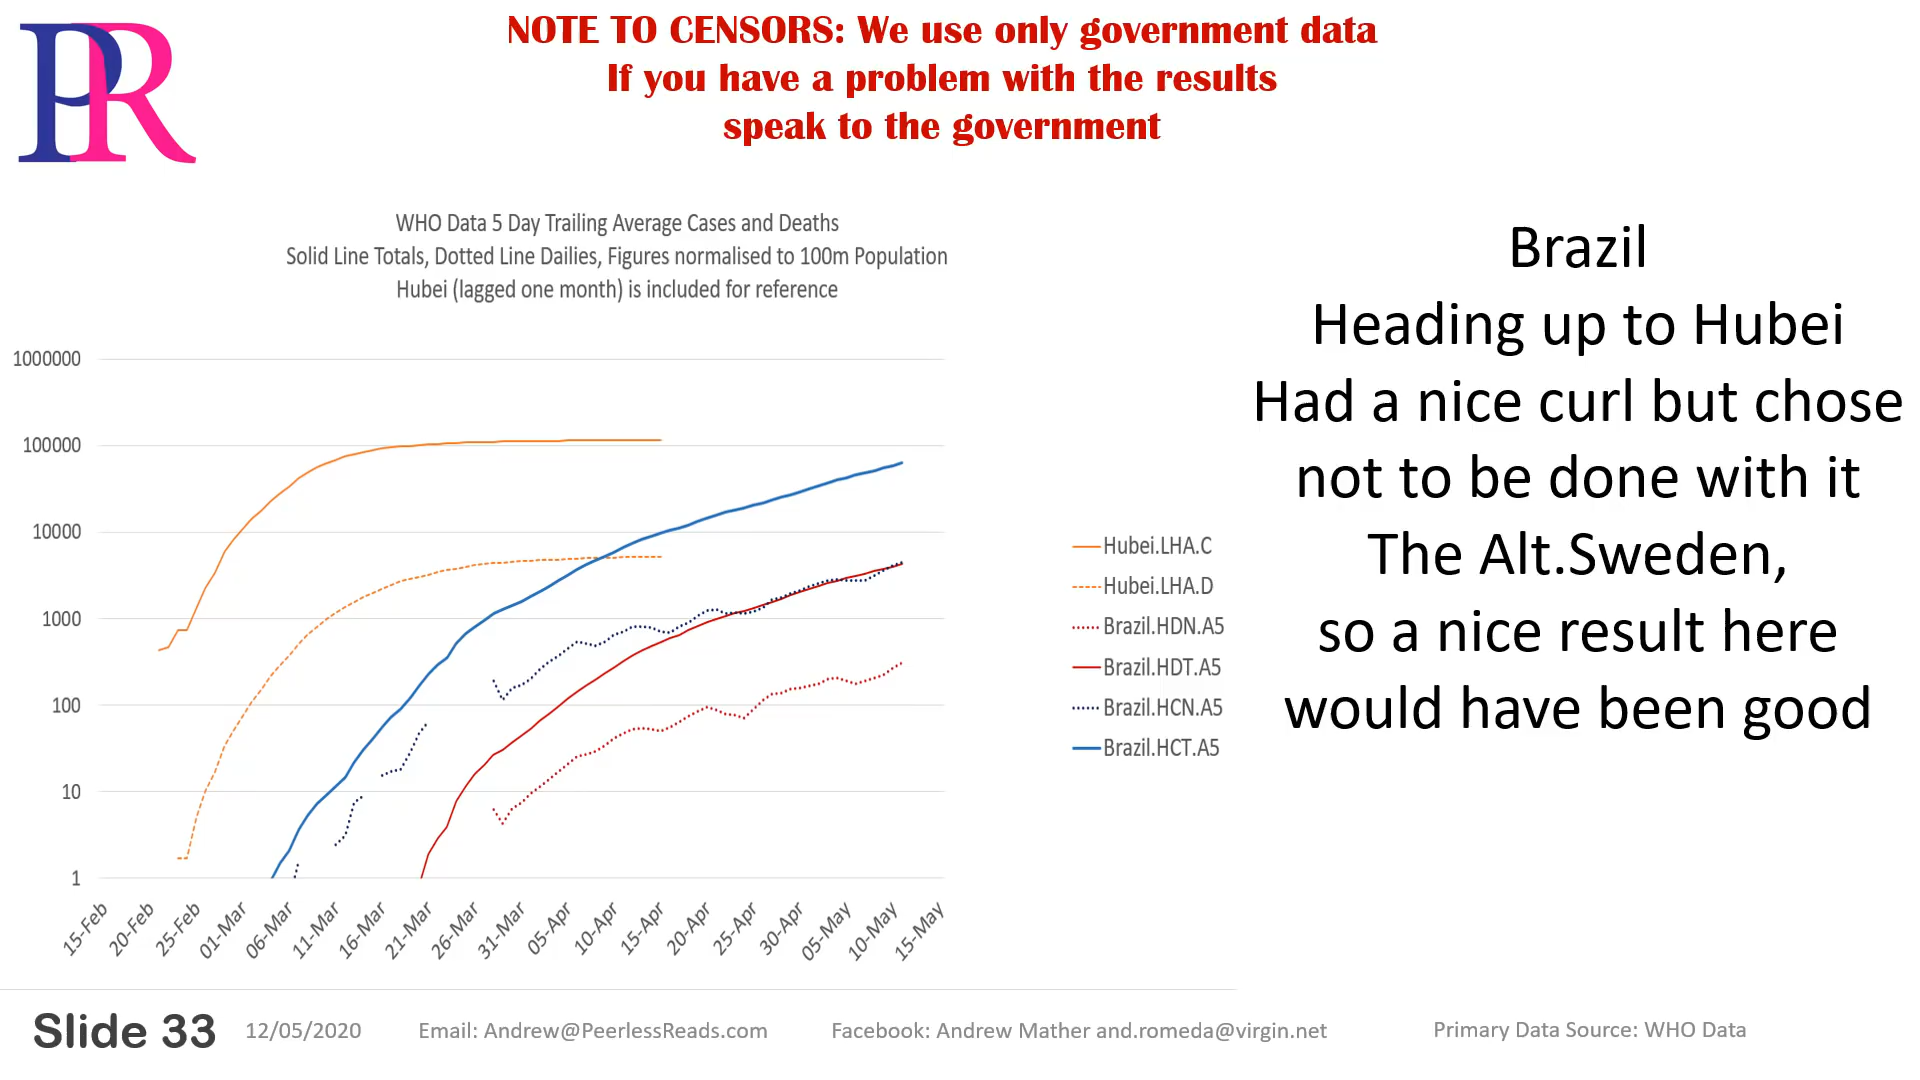 PR
NOTE TO CENSORS: We use only government data
If you have a problem with the results
speak to the government
WHO Data 5 Day Trailing Average Cases and Deaths
Solid Line Totals, Dotted Line Dailies, Figures normalised to 100m Population
Hubei (lagged one month) is included for reference
1000000
100000
10000
1000
100
10
1
15-Feb
20-Feb
25-Feb
01-Mar
06-Mar
11-Mar
16-Mar
21-Mar
26-Mar
31-Mar
05-Apr
10-Apr
15-Apr
20-Apr
25-Apr
30-Apr
05-May
10-May
15-May
Hubei.LHA.C
Hubei.LHA.D
Brazil.HDN.A5
Brazil.HDT.A5
Brazil.HCN.A5
Brazil.HCT.A5
Brazil
Heading up to Hubei
Had a nice curl but chose
not to be done with it
The Alt.Sweden,
so a nice result here
would have been good
Slide 33
12/05/2020
Email: Andrew@PeerlessReads.com
Facebook: Andrew Mather and.romeda@virgin.net
Primary Data Source: WHO Data